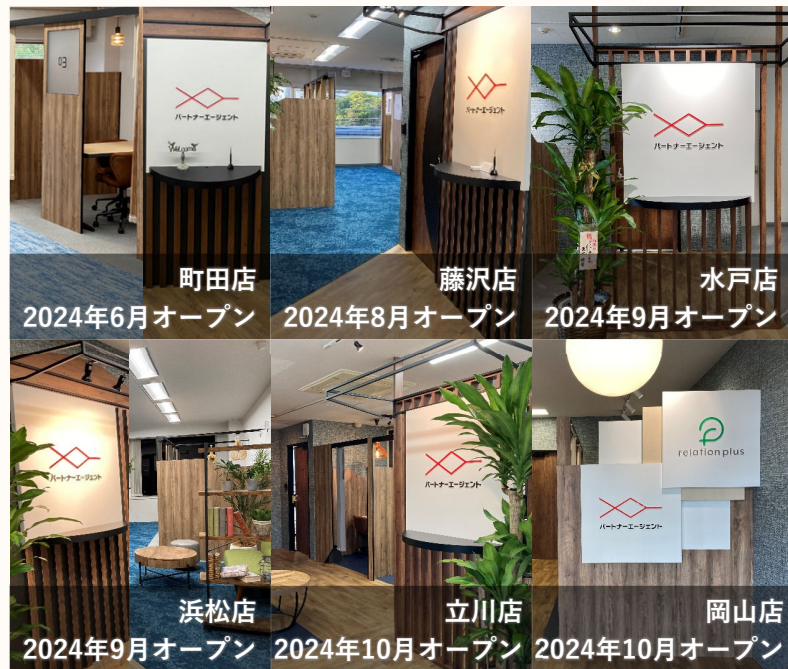 03
パートナーエージェント
Welcome
町田店
2024年6月オープン
パートナーエージェント
藤沢店
2024年8月オープン
パートナーエージェント
水戸店
2024年9月オープン
パートナーエージェント
浜松店
2024年9月オープン
パートナーエージェント
立川店
2024年10月オープン
relation plus
パートナーエージェント
岡山店
2024年10月オープン